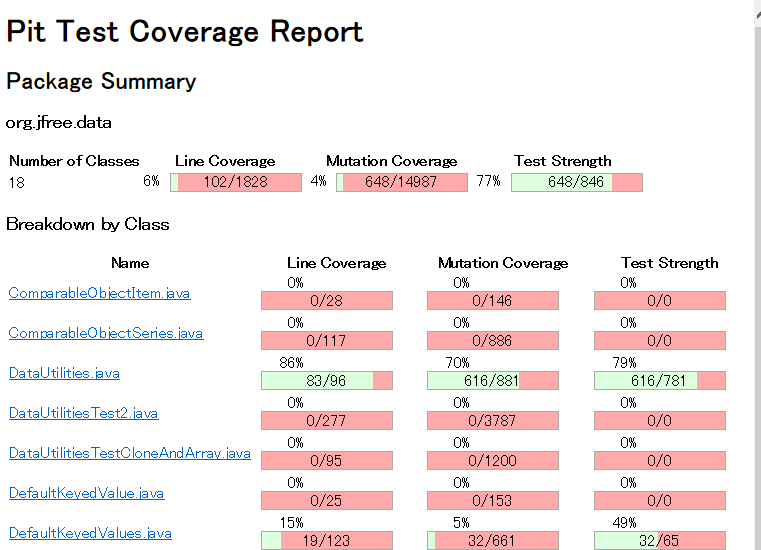 Pit Test Coverage Report
Package Summary
org.jfree.data
Number of Classes Line Coverage Mutation Coverage Test Strength
18 6% 102/1828 4% 648/14987 77% 648/846
Breakdown by Class
Name Line Coverage Mutation Coverage Test Strength
ComparableObjectItem.java 0% 0/28 0% 0/146 0% 0/0
ComparableObjectSeries.java 0% 0/117 0% 0/886 0% 0/0
DataUtilities.java 86% 83/96 70% 616/881 79% 616/781
DataUtilitiesTest2.java 0% 0/277 0% 0/3787 0% 0/0
DataUtilitiesTestCloneAndArray.java 0% 0/95 0% 0/1200 0% 0/0
DefaultKeyedValue.java 0% 0/25 0% 0/153 0% 0/0
DefaultKeyedValues.java 15% 19/123 5% 32/661 49% 32/65